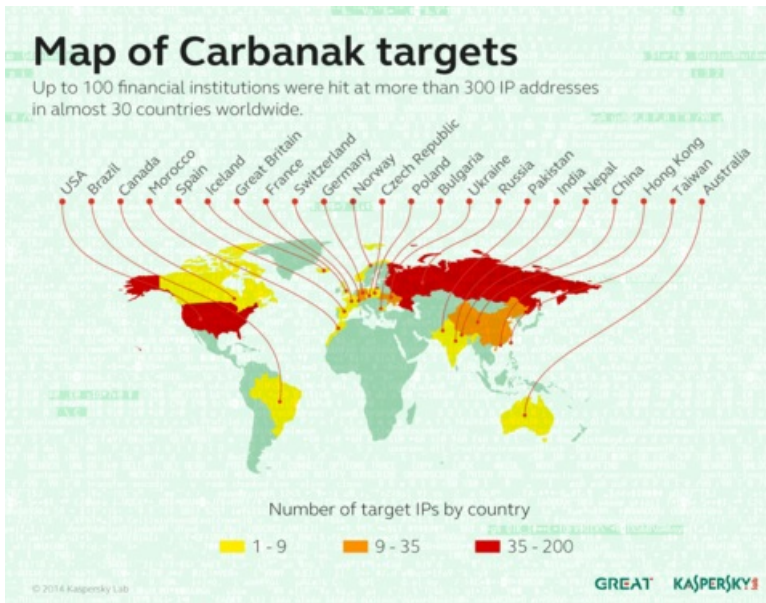 Map of Carbanak targets
Up to 100 financial institutions were hit at more than 300 IP addresses
in almost 30 countries worldwide.
USA
Brazil
Canada
Morocco
Spain
Iceland
Great Britain
France
Switzerland
Germany
Norway
Czech Republic
Poland
Bulgaria
Ukraine
Russia
Pakistan
India
Nepal
China
Hong Kong
Taiwan
Australia
Number of target IPs by country
1 - 9
9 - 35
35 - 200
© 2014 Kaspersky Lab
GREAT KASPERSKY